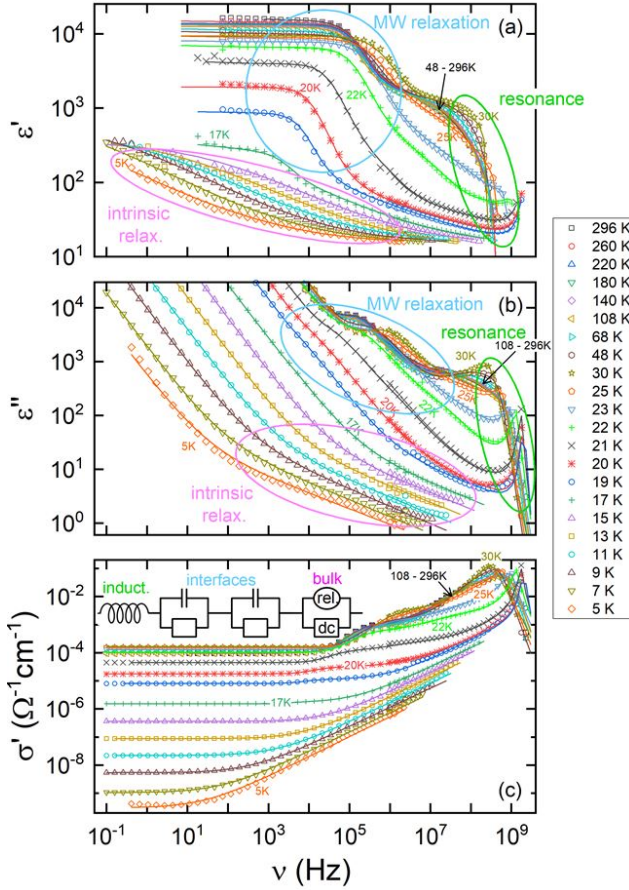 10⁴
10³
10²
10¹
ε'
MW relaxation
(a)
48 - 296K
resonance
22K
20K
17K
5K
30K
25K
intrinsic
relax.
10⁴
10³
10²
10¹
10⁰
ε''
MW relaxation
(b)
resonance
30K
108 - 296K
25K
22K
20K
17K
5K
intrinsic
relax.
10⁻²
10⁻⁴
10⁻⁶
10⁻⁸
σ' (Ω⁻¹cm⁻¹)
induct.
interfaces
bulk
rel
dc
108 - 296K
30K
25K
22K
20K
17K
5K
(c)
10⁻¹ 10¹ 10³ 10⁵ 10⁷ 10⁹
ν (Hz)
296 K
260 K
220 K
180 K
140 K
108 K
68 K
48 K
30 K
25 K
23 K
22 K
21 K
20 K
19 K
17 K
15 K
13 K
11 K
9 K
7 K
5 K